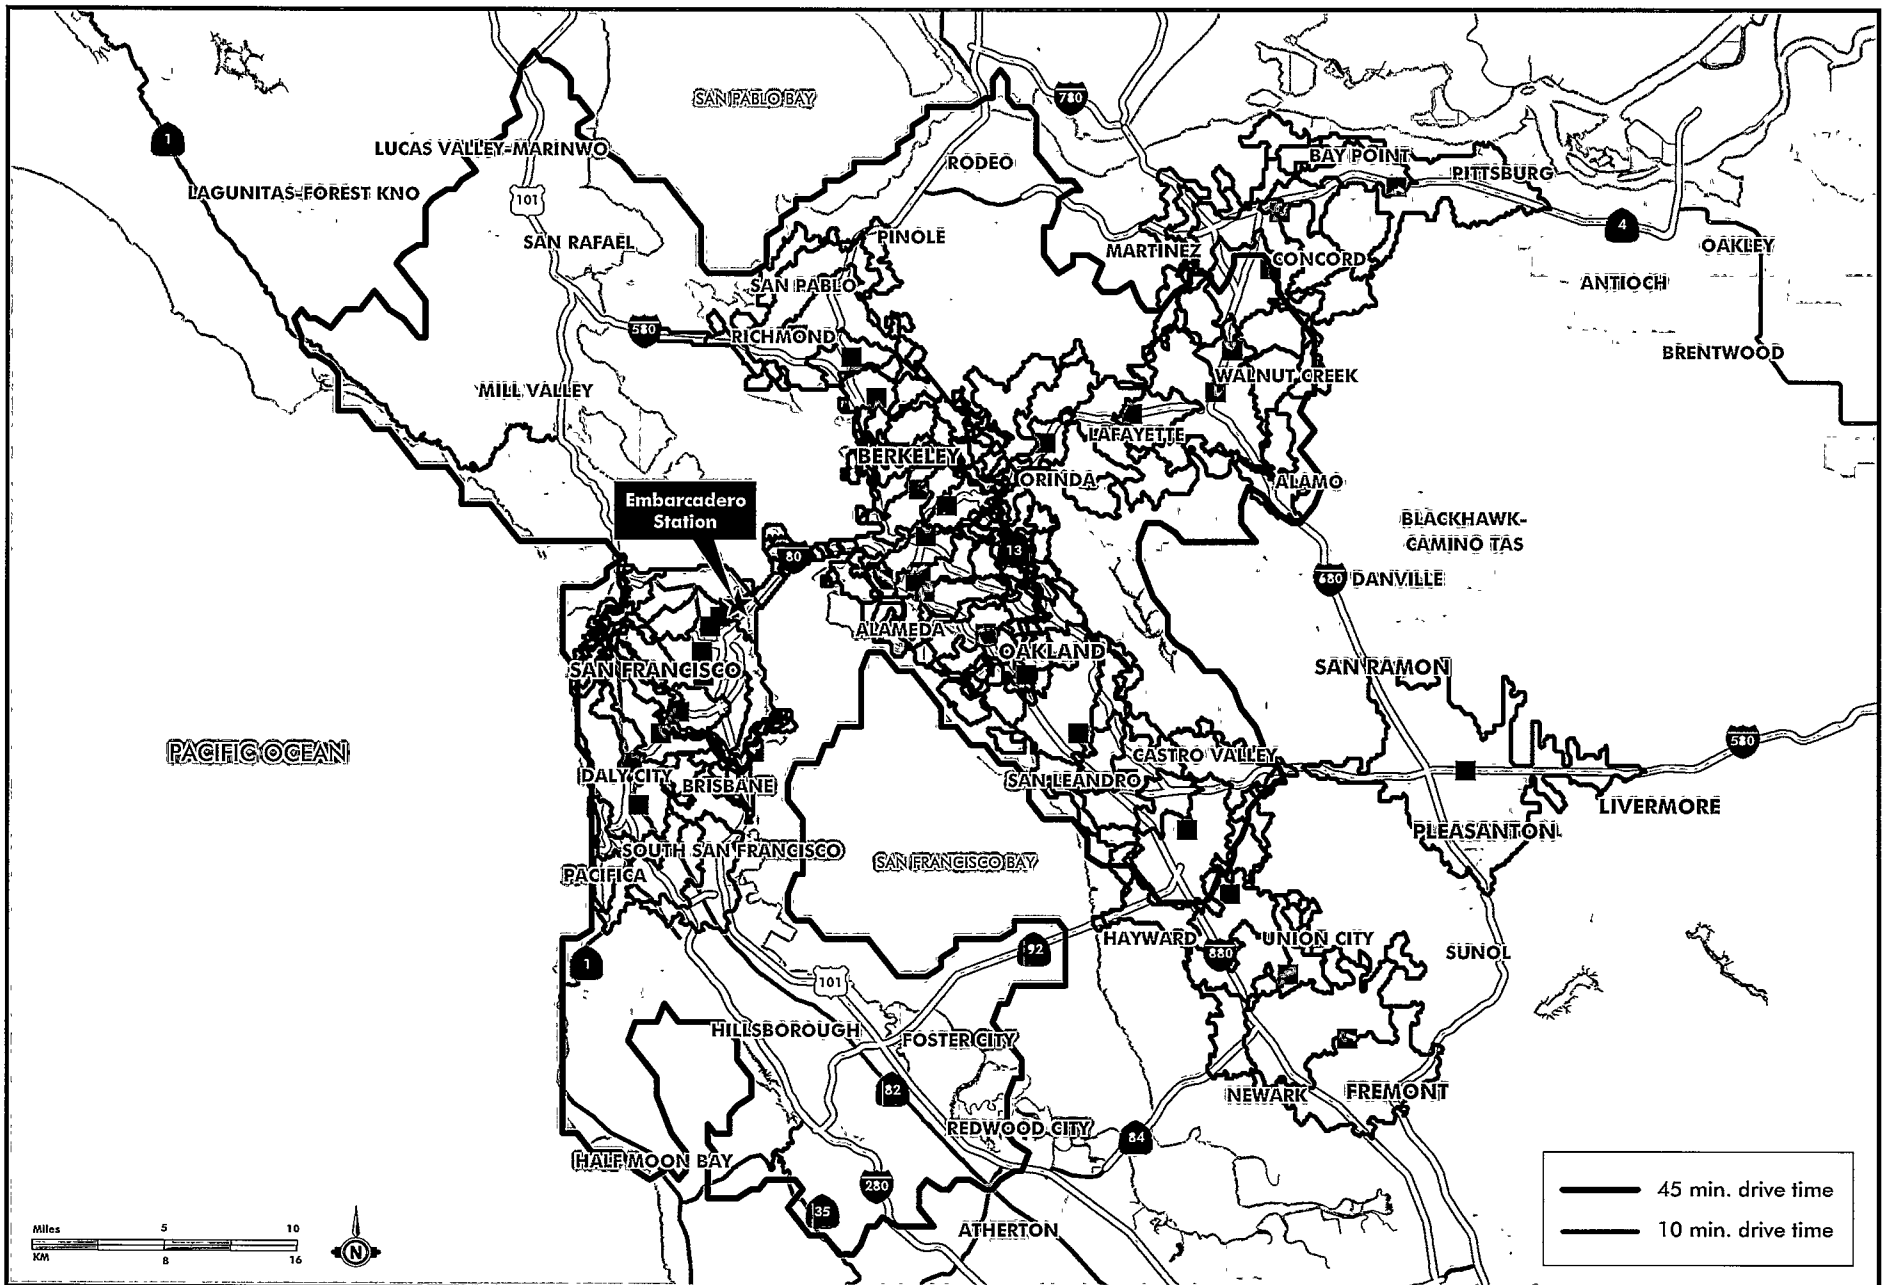 SAN PABLO BAY
780
1
LUCAS VALLEY-MARINWO
RODEO
BAY POINT
PITTSBURG
LAGUNITAS-FOREST KNO
101
SAN RAFAEL
PINOLE
MARTINEZ
CONCORD
4
OAKLEY
ANTIOCH
SAN PABLO
580
RICHMOND
BRENTWOOD
MILL VALLEY
WALNUT CREEK
LAFAYETTE
BERKELEY
ORINDA
ALAMO
Embarcadero
Station
BLACKHAWK-
CAMINO TAS
80
13
680
DANVILLE
ALAMEDA
OAKLAND
SAN FRANCISCO
SAN RAMON
PACIFIC OCEAN
CASTRO VALLEY
580
DALY CITY
BRISBANE
SAN LEANDRO
LIVERMORE
PLEASANTON
SOUTH SAN FRANCISCO
SAN FRANCISCO BAY
PACIFICA
HAYWARD
UNION CITY
92
880
SUNOL
1
101
HILLSBOROUGH
FOSTER CITY
82
NEWARK
FREMONT
REDWOOD CITY
84
HALF MOON BAY
280
35
ATHERTON
45 min. drive time
10 min. drive time
Miles 5 10
KM 8 16
N